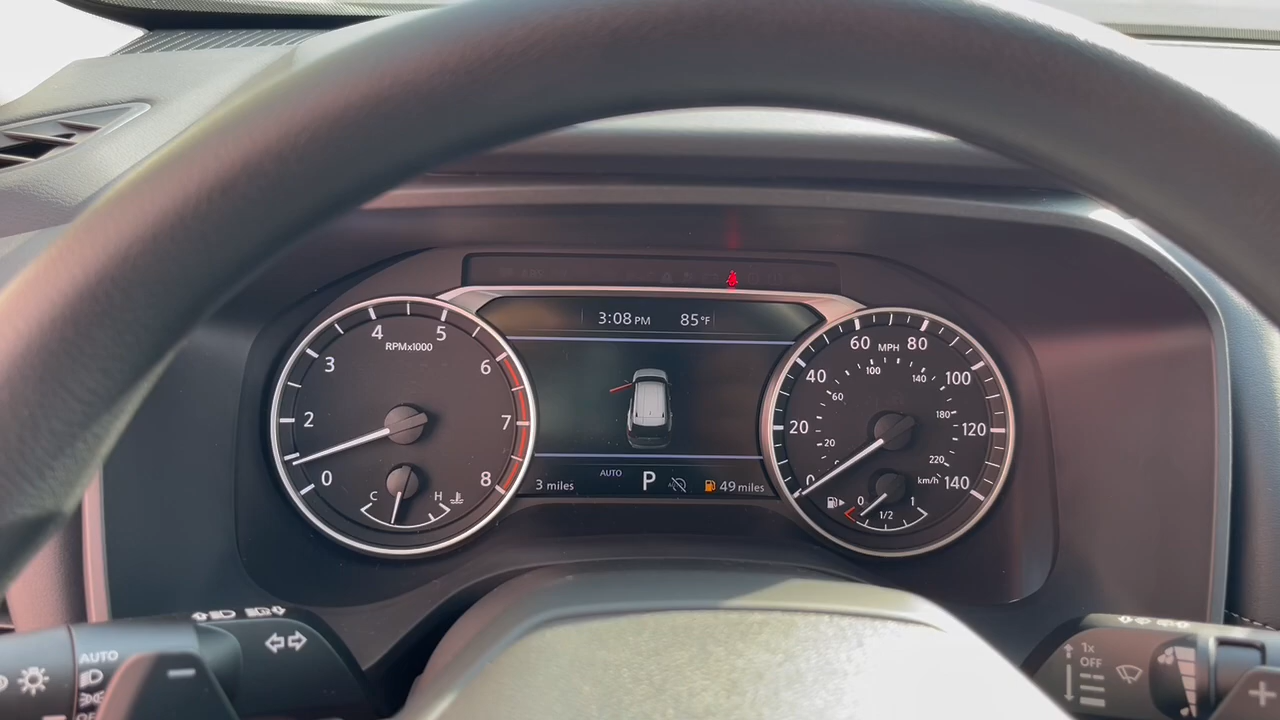 3:08 PM 85°F
3 miles AUTO P 49 miles
RPMx1000
0 2 3 4 5 6 7 8
C H
MPH
0 20 40 60 80 100 120 140
20 60 100 140 180 220
km/h
0 1/2 1
AUTO
1x
OFF